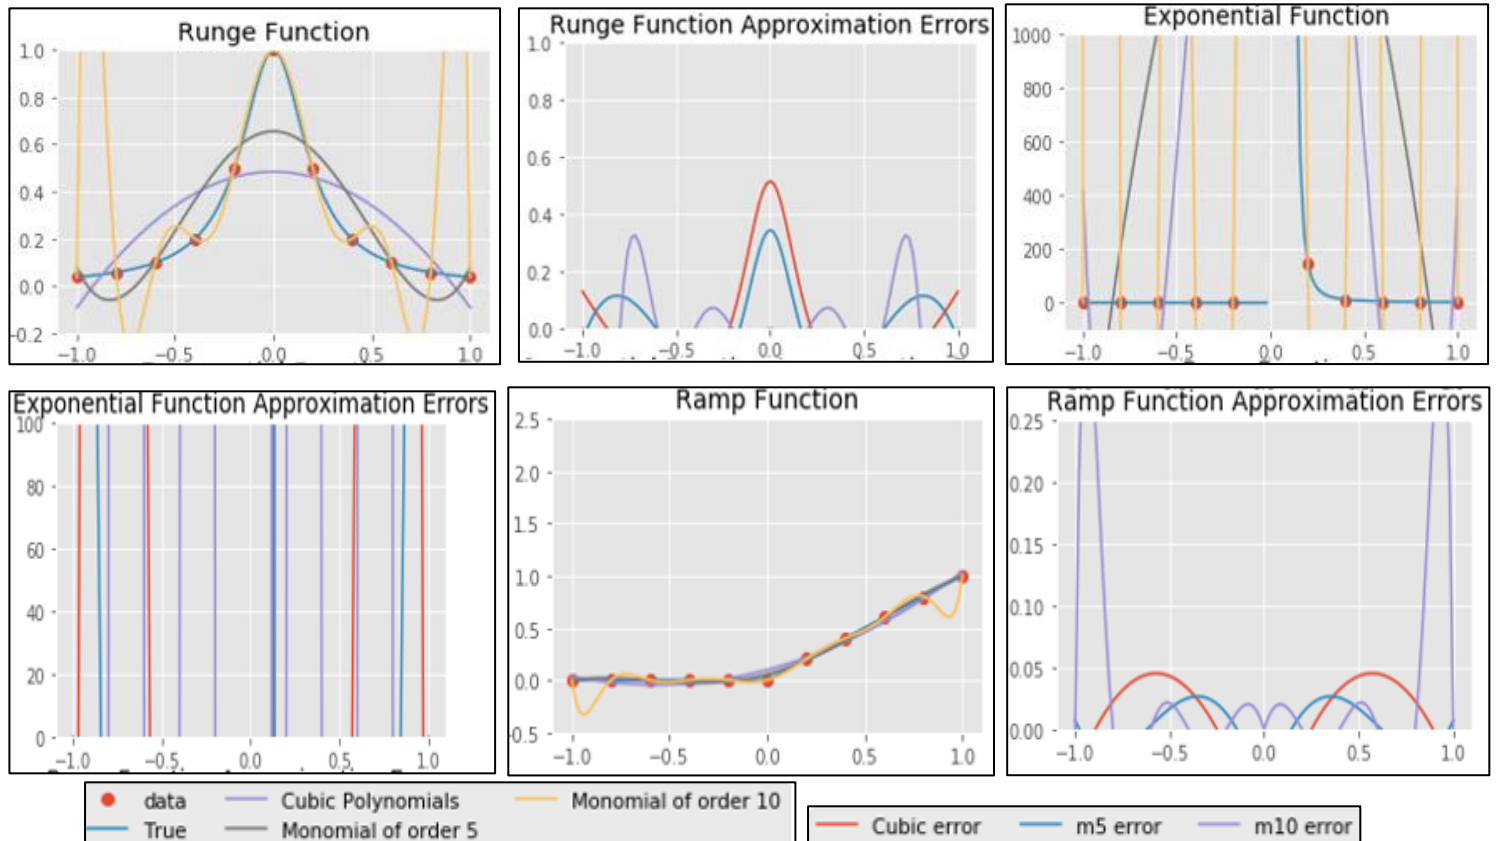 Runge Function
1.0
0.8
0.6
0.4
0.2
0.0
-0.2
−1.0 −0.5 0.0 0.5 1.0
Runge Function Approximation Errors
1.0
0.8
0.6
0.4
0.2
0.0
−1.0 −0.5 0.0 0.5 1.0
Exponential Function
1000
800
600
400
200
0
−1.0 −0.5 0.0 0.5 1.0
Exponential Function Approximation Errors
100
80
60
40
20
0
−1.0 −0.5 0.0 0.5 1.0
Ramp Function
2.5
2.0
1.5
1.0
0.5
0.0
-0.5
−1.0 −0.5 0.0 0.5 1.0
Ramp Function Approximation Errors
0.25
0.20
0.15
0.10
0.05
0.00
−1.0 −0.5 0.0 0.5 1.0
data Cubic Polynomials Monomial of order 10
True Monomial of order 5
Cubic error m5 error m10 error